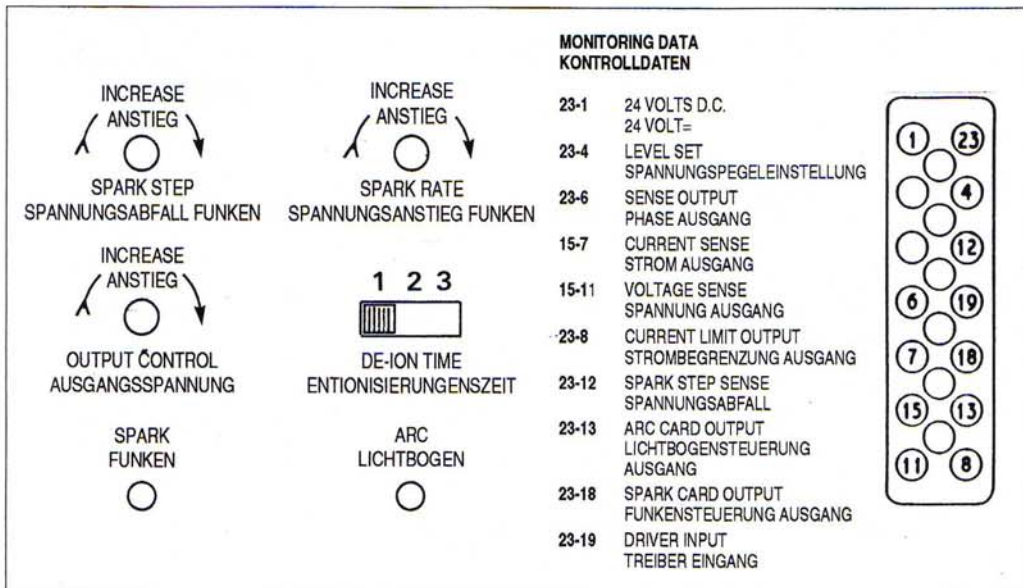 INCREASE
ANSTIEG
SPARK STEP
SPANNUNGSABFALL FUNKEN
INCREASE
ANSTIEG
SPARK RATE
SPANNUNGSANSTIEG FUNKEN
INCREASE
ANSTIEG
OUTPUT CONTROL
AUSGANGSSPANNUNG
1 2 3
DE-ION TIME
ENTIONISIERUNGENSZEIT
SPARK
FUNKEN
ARC
LICHTBOGEN
MONITORING DATA
KONTROLLDATEN
23-1 24 VOLTS D.C.
24 VOLT=
23-4 LEVEL SET
SPANNUNGSPEGELEINSTELLUNG
23-6 SENSE OUTPUT
PHASE AUSGANG
15-7 CURRENT SENSE
STROM AUSGANG
15-11 VOLTAGE SENSE
SPANNUNG AUSGANG
23-8 CURRENT LIMIT OUTPUT
STROMBEGRENZUNG AUSGANG
23-12 SPARK STEP SENSE
SPANNUNGSABFALL
23-13 ARC CARD OUTPUT
LICHTBOGENSTEUERUNG
AUSGANG
23-18 SPARK CARD OUTPUT
FUNKENSTEUERUNG AUSGANG
23-19 DRIVER INPUT
TREIBER EINGANG
1 23
4
12
6 19
7 18
15 13
11 8